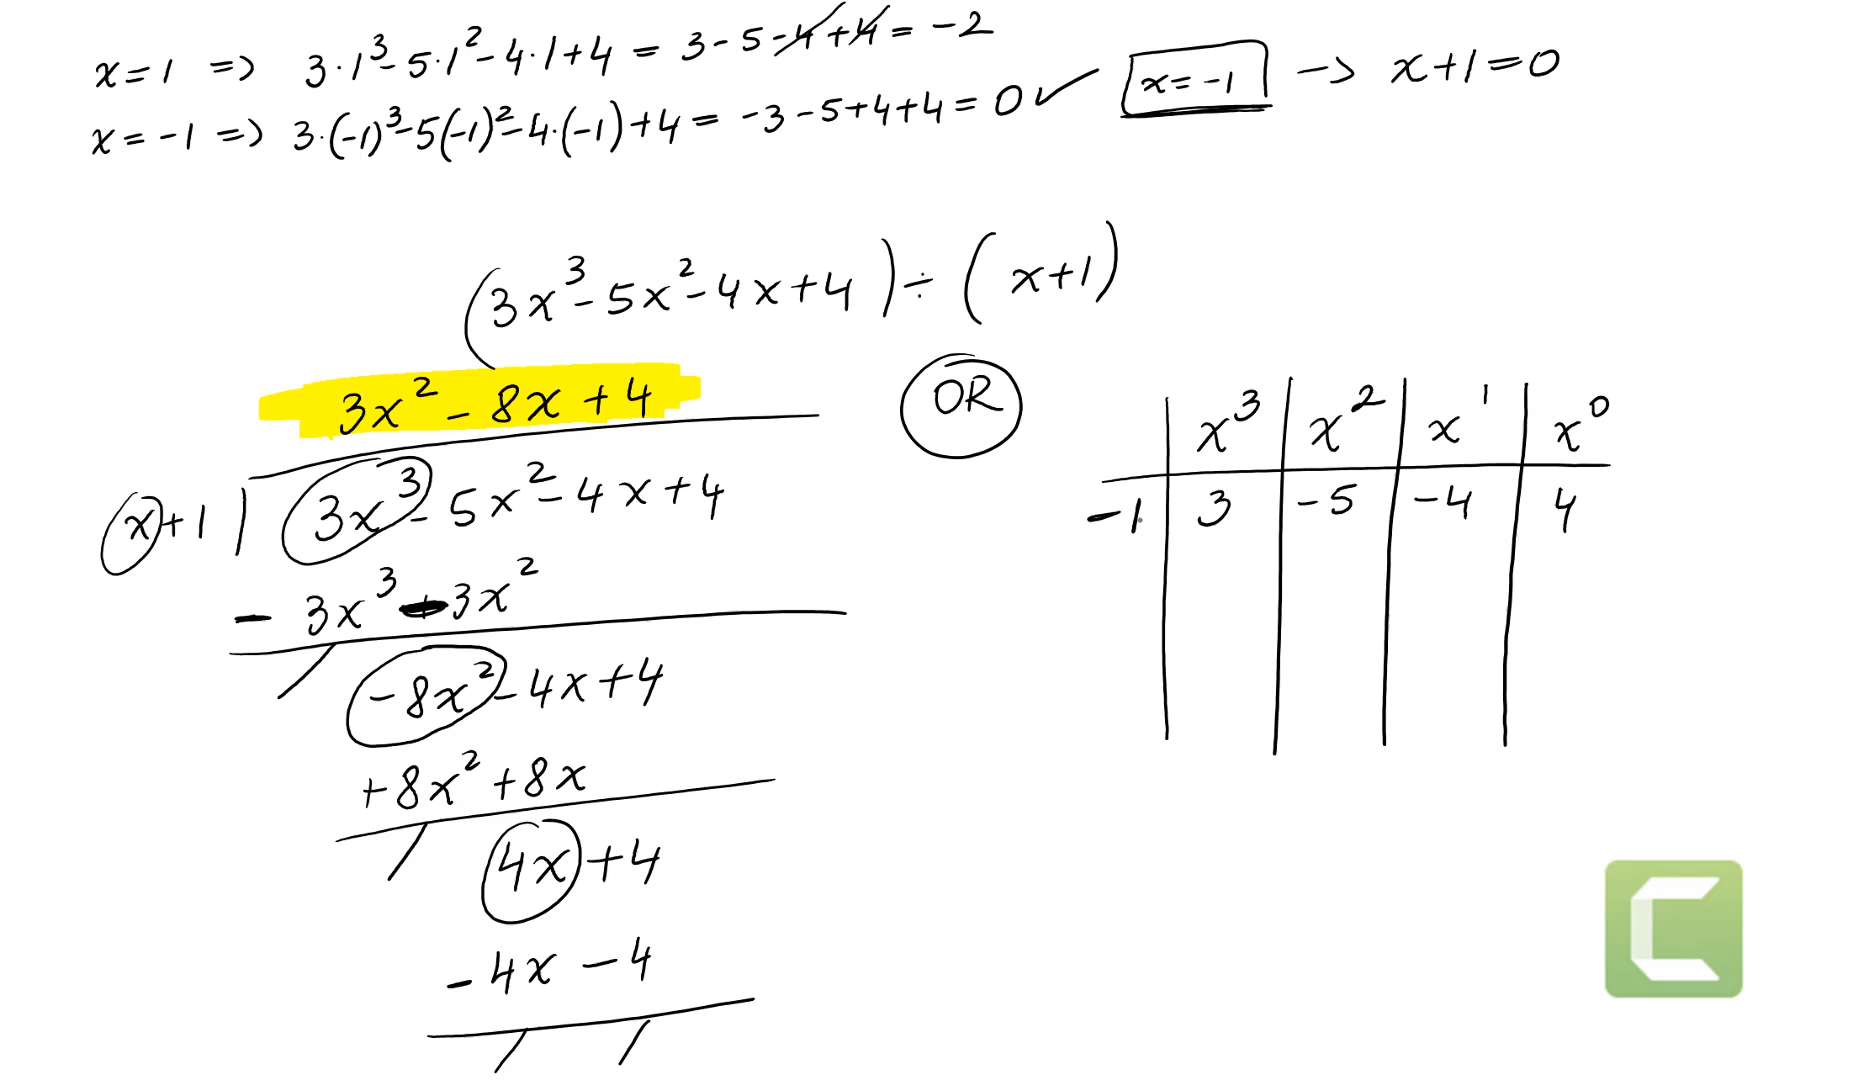 x=1 => 3·1³-5·1²-4·1+4 = 3-5-4+4 = -2
x=-1 => 3·(-1)³-5(-1)²-4·(-1)+4 = -3-5+4+4 = 0 ✓ x=-1 -> x+1=0
(3x³-5x²-4x+4) ÷ (x+1)
3x² - 8x + 4
OR
x+1 3x³-5x²-4x+4
- 3x³ - 3x²
-8x²-4x+4
+8x²+8x
4x+4
-4x-4
x³ x² x¹ x⁰
-1 3 -5 -4 4
C